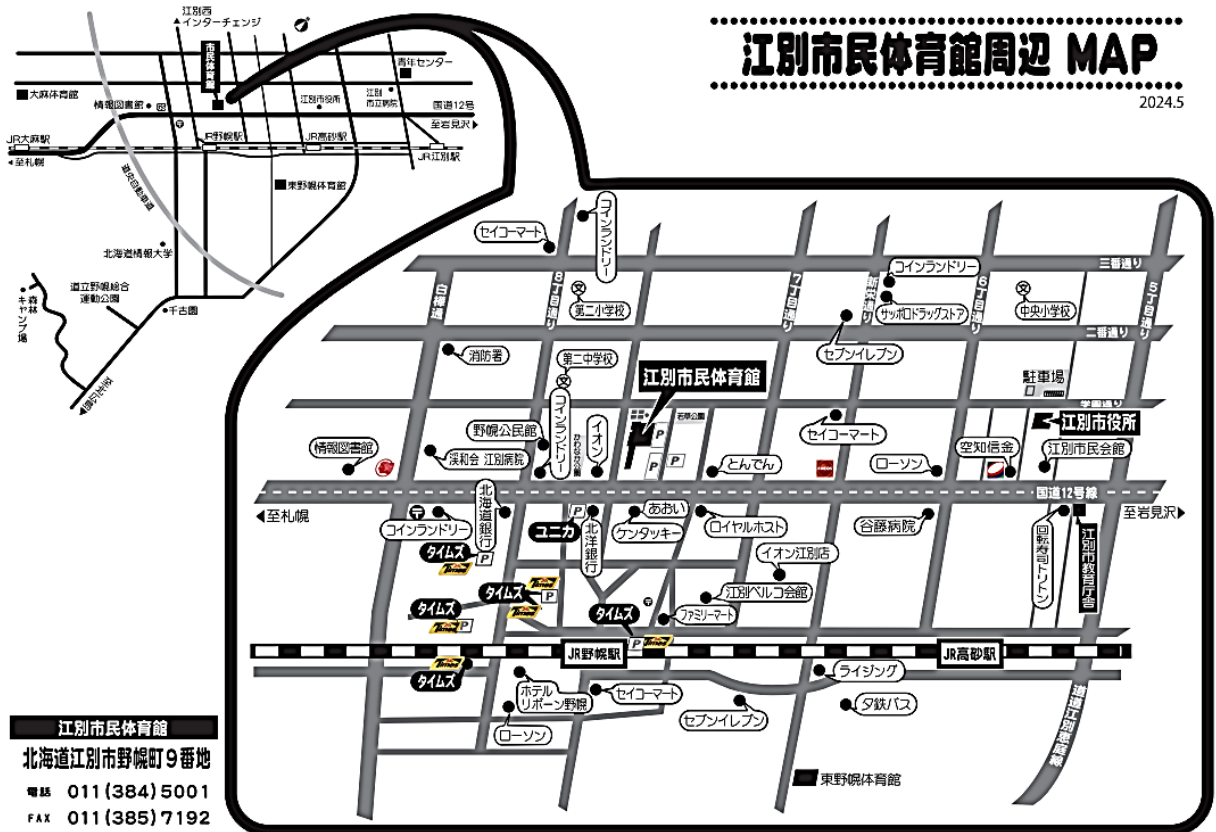 江別市民体育館周辺 MAP
2024.5
江別西
インターチェンジ
市民体育館
青年センター
大麻体育館
情報図書館
江別市役所
江別
市立病院
国道12号
至岩見沢
JR大麻駅
JR野幌駅
JR高砂駅
JR江別駅
至札幌
道央自動車道
東野幌体育館
北海道情報大学
道立野幌総合
運動公園
千古園
森林
キャンプ場
コインランドリー
セイコーマート
三番通り
白樺通
8丁目通り
7丁目通り
6丁目通り
5丁目通り
コインランドリー
サッポロドラッグストア
第二小学校
中央小学校
二番通り
セブンイレブン
消防署
第二中学校
江別市民体育館
駐車場
学園通り
若草公園
江別市役所
野幌公民館
コインランドリー
イオン
セイコーマート
情報図書館
渓和会 江別病院
とんでん
ローソン
空知信金
江別市民会館
国道12号線
至札幌
至岩見沢
コインランドリー
北海道銀行
ユニカ
P
北洋銀行
あおい
ケンタッキー
ロイヤルホスト
谷藤病院
回転寿司トリトン
江別市教育庁舎
タイムズ
P
イオン江別店
タイムズ
P
江別ベルコ会館
タイムズ
P
タイムズ
P
ファミリーマート
JR野幌駅
JR高砂駅
タイムズ
ライジング
ホテル
リボーン野幌
セイコーマート
セブンイレブン
夕鉄バス
ローソン
道道江別恵庭線
東野幌体育館
江別市民体育館
北海道江別市野幌町9番地
電話 011(384)5001
FAX 011(385)7192